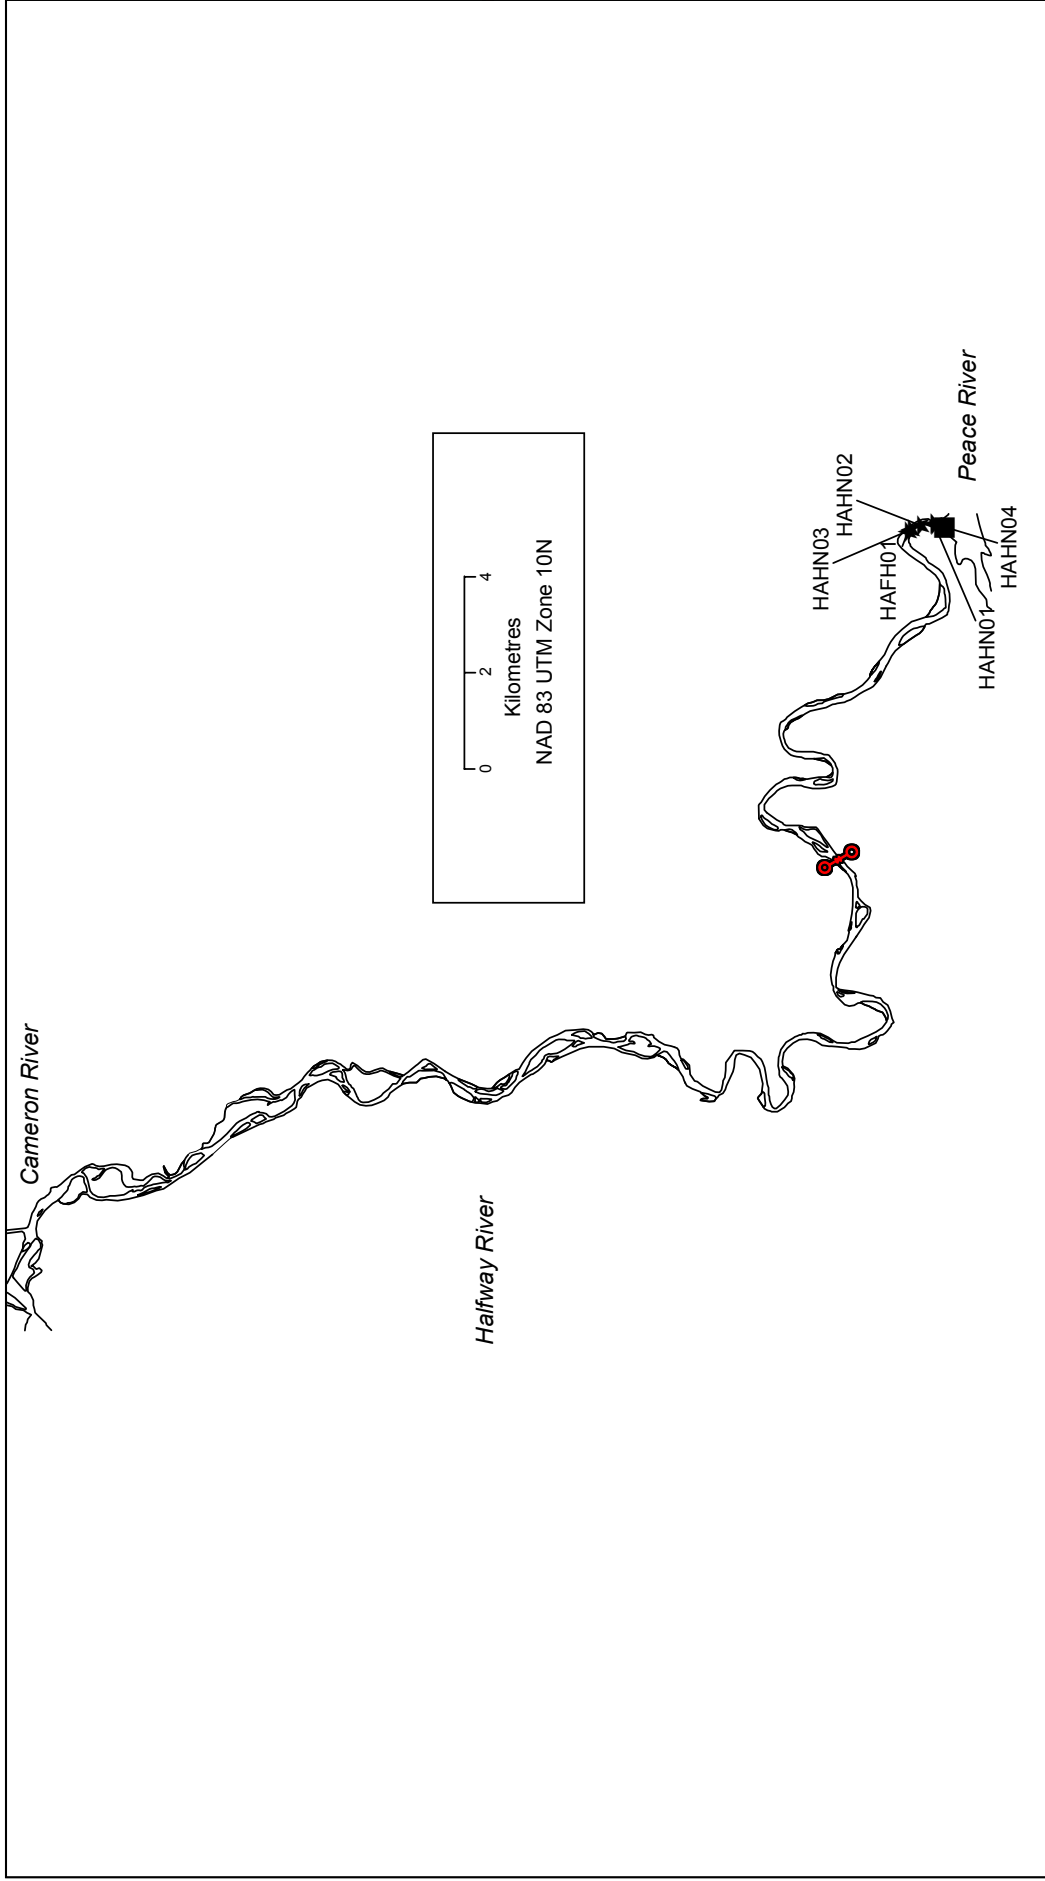 Cameron River
Halfway River
0 2 4
Kilometres
NAD 83 UTM Zone 10N
HAHN03
HAHN02
HAFH01
HAHN01
HAHN04
Peace River